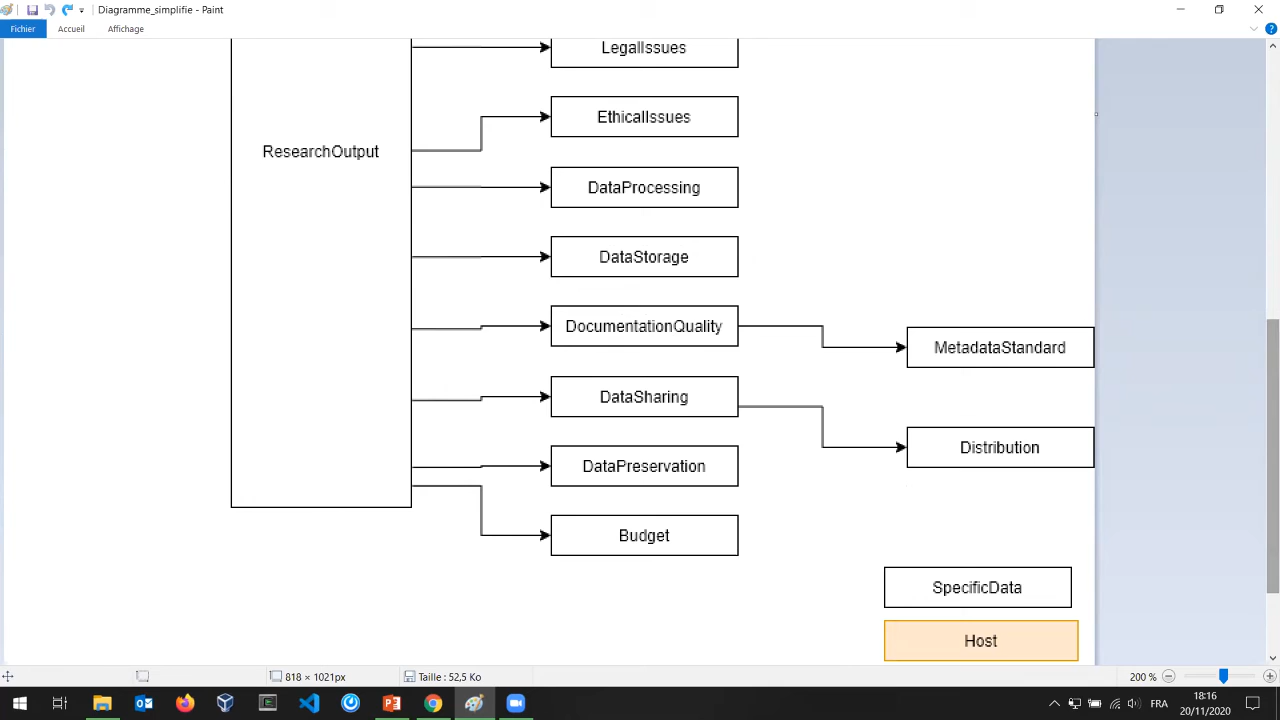 Diagramme_simplifie - Paint
Fichier Accueil Affichage
LegalIssues
EthicalIssues
ResearchOutput
DataProcessing
DataStorage
DocumentationQuality
MetadataStandard
DataSharing
Distribution
DataPreservation
Budget
SpecificData
Host
818 × 1021px
Taille : 52,5 Ko
200 %
FRA
18:16
20/11/2020